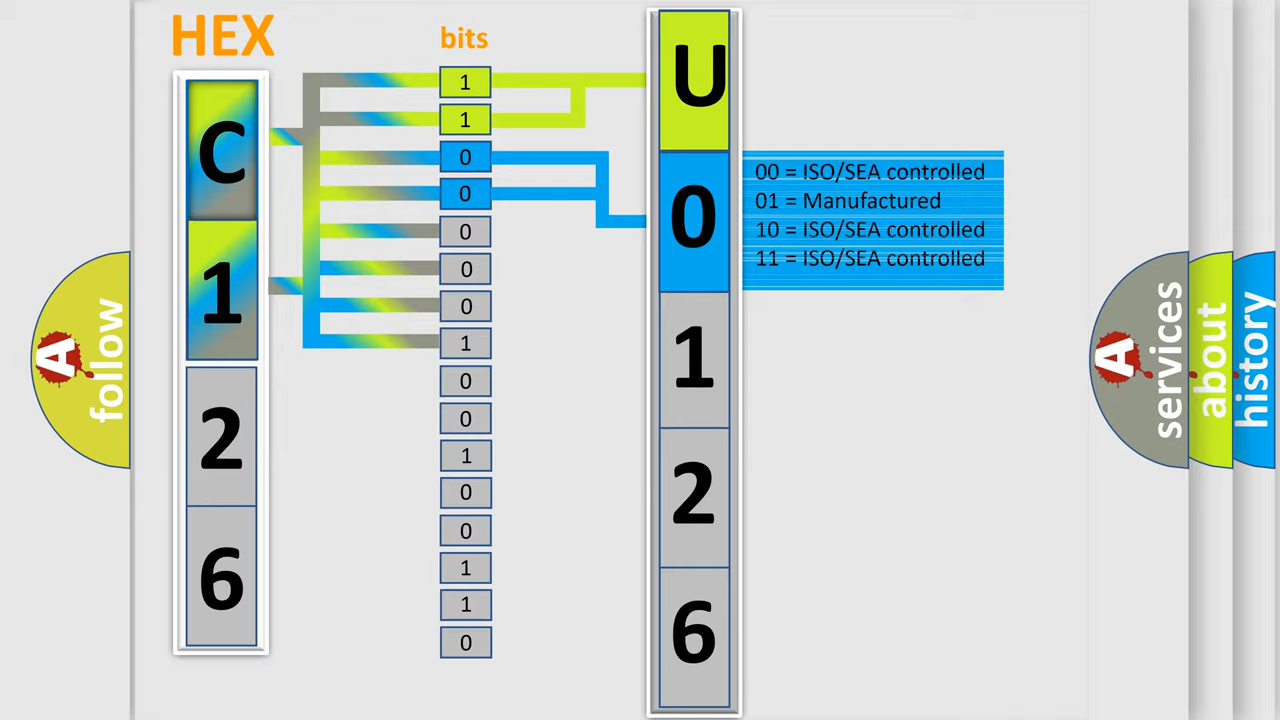 HEX
bits
C
1
2
6
1
1
0
0
0
0
0
1
0
0
1
0
0
1
1
0
U
0
1
2
6
00 = ISO/SEA controlled
01 = Manufactured
10 = ISO/SEA controlled
11 = ISO/SEA controlled
A follow
A services
about
history